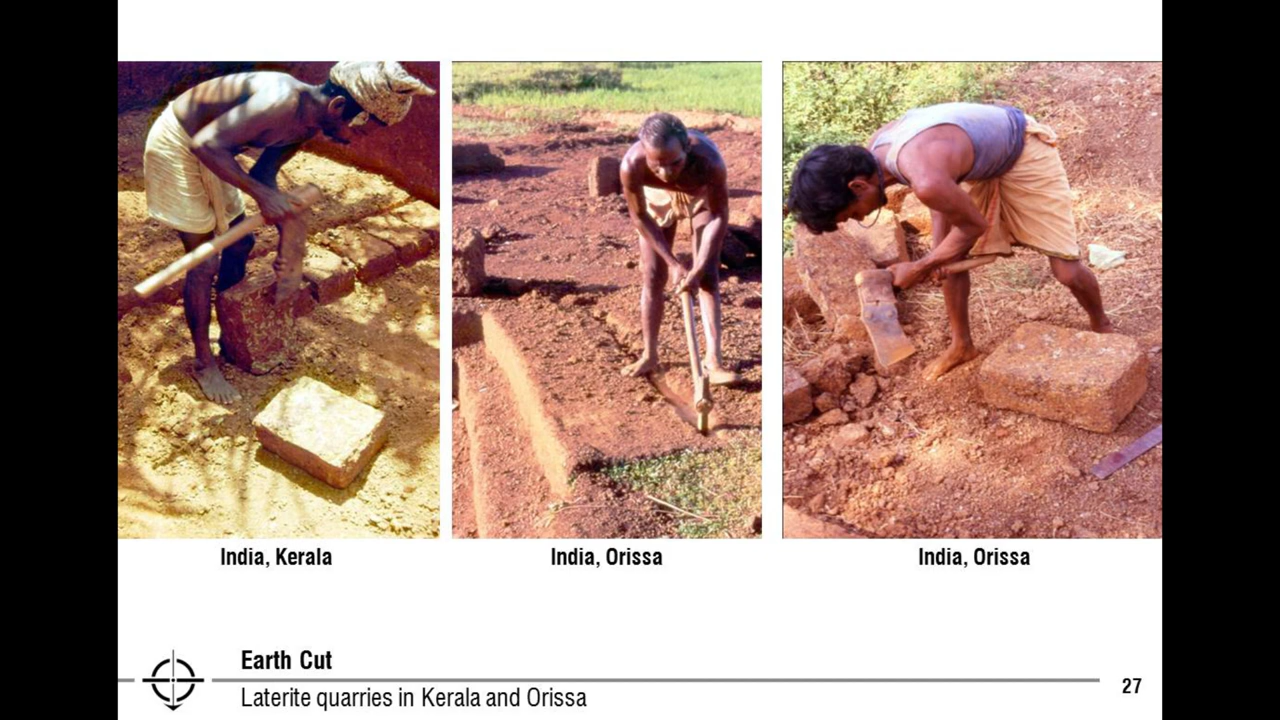 India, Kerala
India, Orissa
India, Orissa
Earth Cut
Laterite quarries in Kerala and Orissa
27